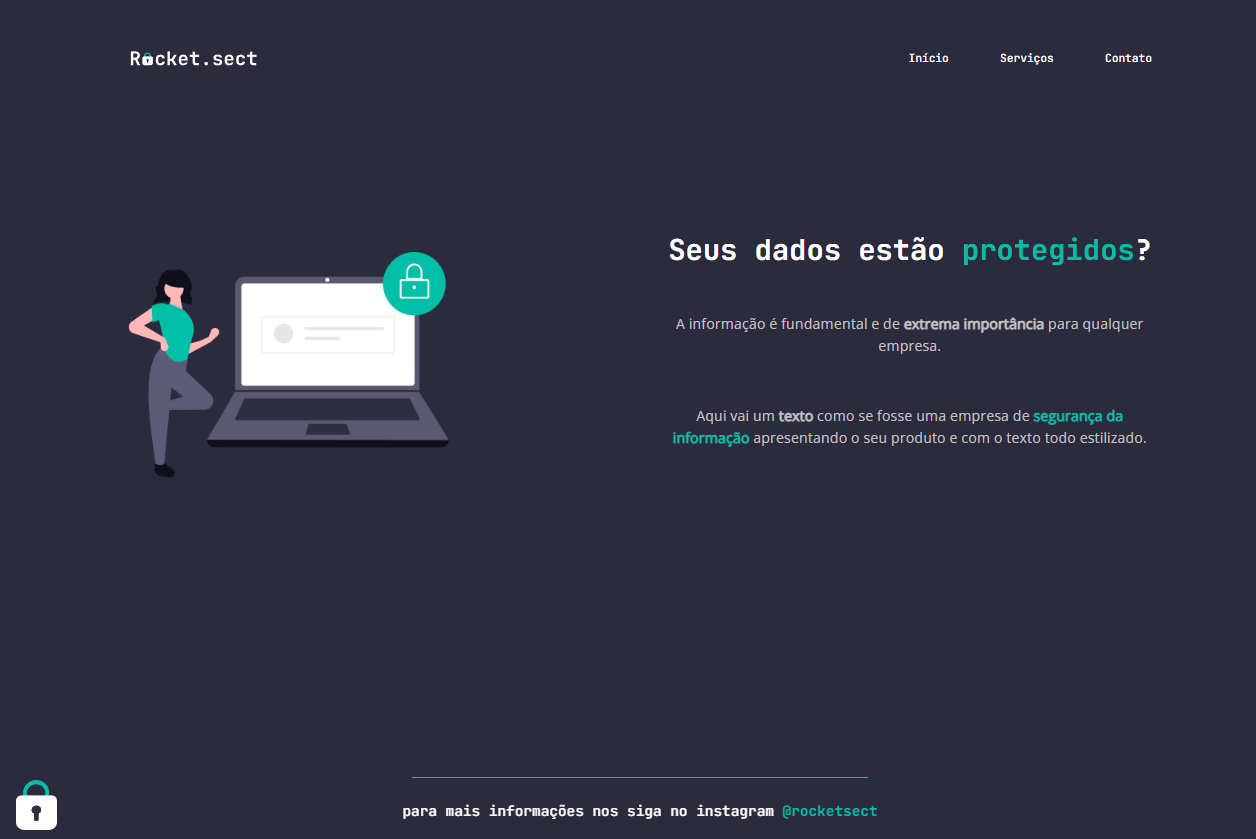 Rocket.sect
Início Serviços Contato
Seus dados estão protegidos?
A informação é fundamental e de extrema importância para qualquer
empresa.
Aqui vai um texto como se fosse uma empresa de segurança da
informação apresentando o seu produto e com o texto todo estilizado.
para mais informações nos siga no instagram @rocketsect